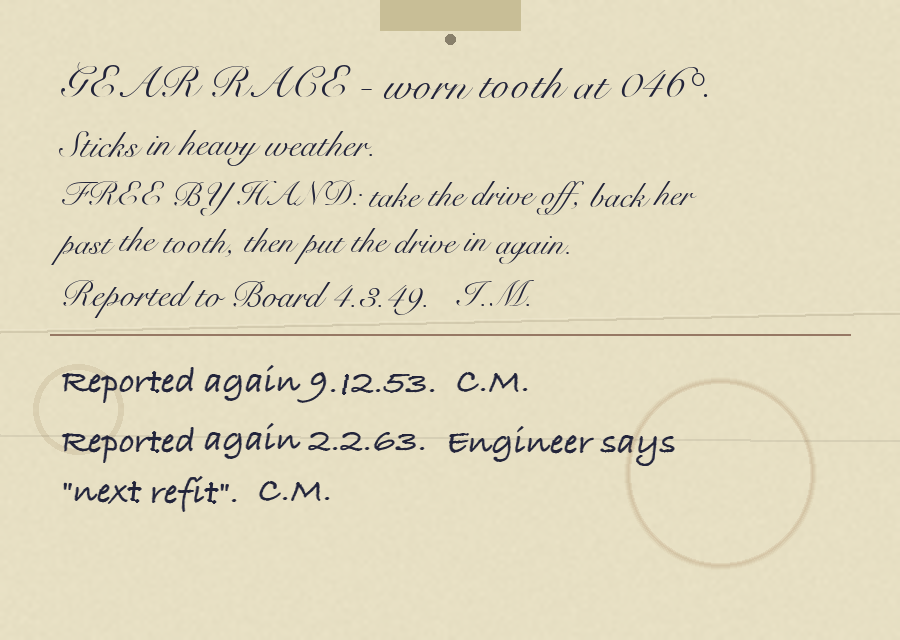 GEAR RACE - worn tooth at 046°.
Sticks in heavy weather.
FREE BY HAND: take the drive off, back her
past the tooth, then put the drive in again.
Reported to Board 4.3.49. I.M.
Reported again 9.12.53. C.M.
Reported again 2.2.63. Engineer says
"next refit". C.M.